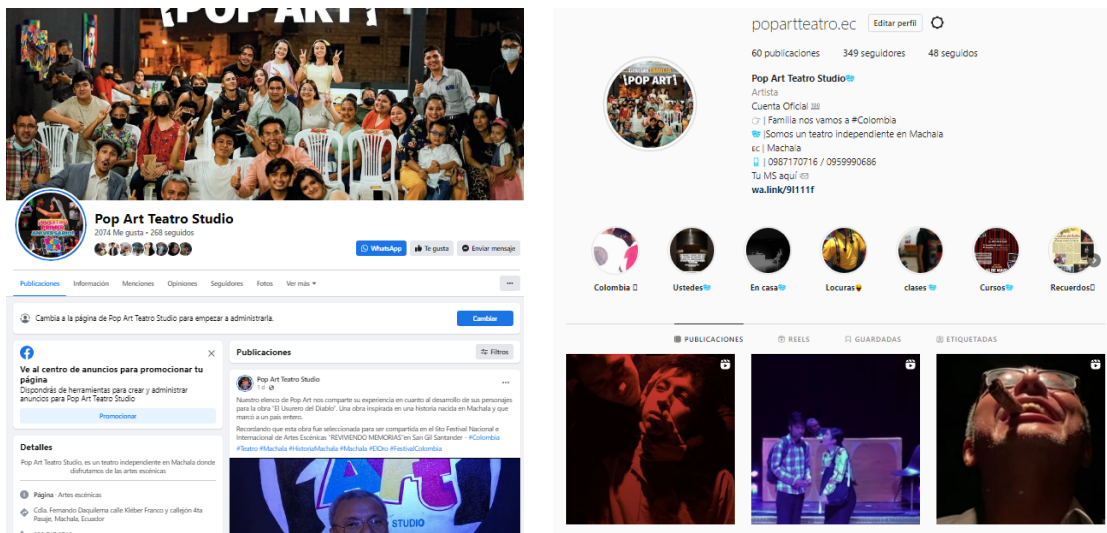 ¡POP ART!
Pop Art Teatro Studio
2074 Me gusta • 268 seguidos
WhatsApp
Te gusta
Enviar mensaje
Publicaciones
Información
Menciones
Opiniones
Seguidores
Fotos
Ver más
Cambia a la página de Pop Art Teatro Studio para empezar a administrarla.
Cambiar
Ve al centro de anuncios para promocionar tu
página
Dispondrás de herramientas para crear y administrar
anuncios para Pop Art Teatro Studio
Promocionar
Detalles
Pop Art Teatro Studio, es un teatro independiente en Machala donde
disfrutamos de las artes escénicas
Página · Artes escénicas
Cdla. Fernando Daquilema calle Kléber Franco y callejón 4ta
Pasaje, Machala, Ecuador
Publicaciones
Filtros
Pop Art Teatro Studio
1 d
Nuestro elenco de Pop Art nos comparte su experiencia en cuanto al desarrollo de sus personajes
para la obra "El Usurero del Diablo". Una obra inspirada en una historia nacida en Machala y que
marcó a un país entero.
Recordando que esta obra fue seleccionada para ser compartida en el 6to Festival Nacional e
Internacional de Artes Escénicas "REVIVIENDO MEMORIAS"en San Gil Santander - #Colombia
#Teatro #Machala #HistoriaMachala #Machala #ElOro #FestivalColombia
Art
STUDIO
popartteatro.ec
Editar perfil
60 publicaciones
349 seguidores
48 seguidos
¡POP ART!
Pop Art Teatro Studio
Artista
Cuenta Oficial
| Familia nos vamos a #Colombia
|Somos un teatro independiente en Machala
EC | Machala
| 0987170716 / 0959990686
Tu MS aquí
wa.link/9l111f
Colombia
Ustedes
En casa
Locuras
clases
Cursos
Recuerdos
PUBLICACIONES
REELS
GUARDADAS
ETIQUETADAS